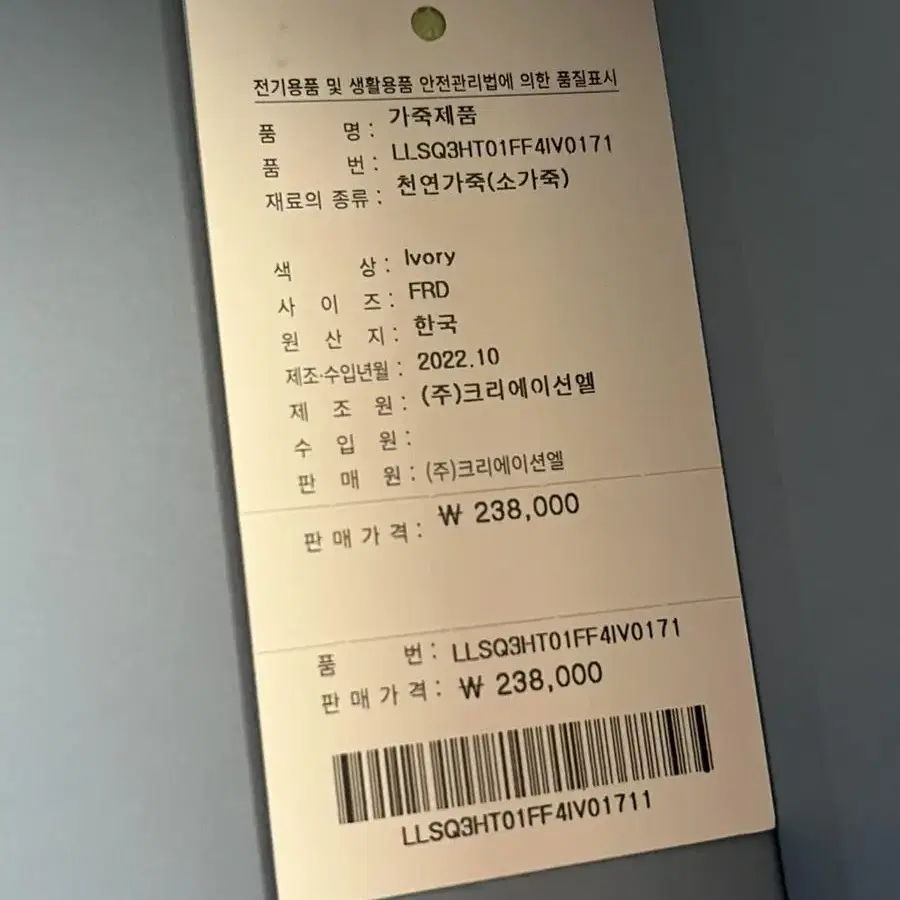 전기용품 및 생활용품 안전관리법에 의한 품질표시
품 명 : 가죽제품
품 번 : LLSQ3HT01FF4IV0171
재료의 종류 : 천연가죽(소가죽)
색 상 : Ivory
사 이 즈 : FRD
원 산 지 : 한국
제조·수입년월 : 2022.10
제 조 원 : (주)크리에이션엘
수 입 원 :
판 매 원 : (주)크리에이션엘
판 매 가 격 : ₩ 238,000
품 번 : LLSQ3HT01FF4IV0171
판 매 가 격 : ₩ 238,000
LLSQ3HT01FF4IV01711